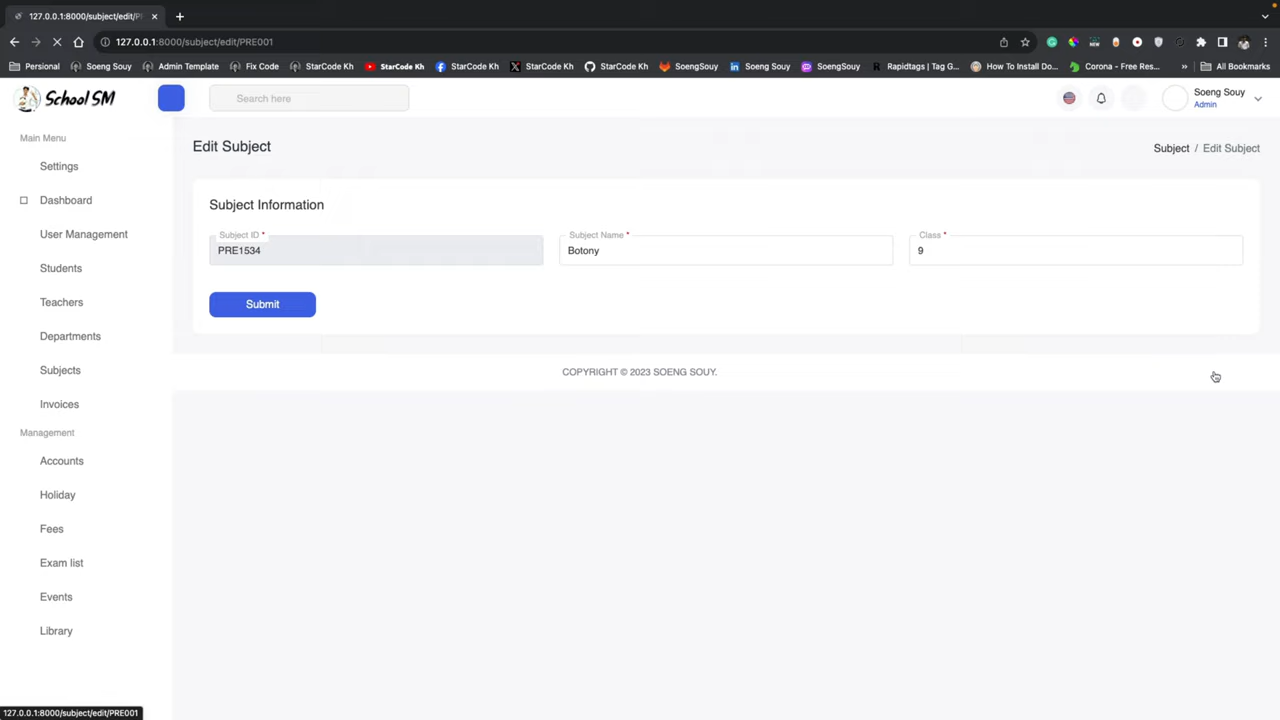 127.0.0.1:8000/subject/edit/P
127.0.0.1:8000/subject/edit/PRE001
Personal
Soeng Souy
Admin Template
Fix Code
StarCode Kh
StarCode Kh
StarCode Kh
StarCode Kh
StarCode Kh
SoengSouy
Soeng Souy
SoengSouy
Rapidtags | Tag G...
How To Install Do...
Corona - Free Res...
»
All Bookmarks
School SM
Search here
Soeng Souy
Admin
Main Menu
Settings
Dashboard
User Management
Students
Teachers
Departments
Subjects
Invoices
Management
Accounts
Holiday
Fees
Exam list
Events
Library
Edit Subject
Subject / Edit Subject
Subject Information
Subject ID *
PRE1534
Subject Name *
Botony
Class *
9
Submit
COPYRIGHT © 2023 SOENG SOUY.
127.0.0.1:8000/subject/edit/PRE001